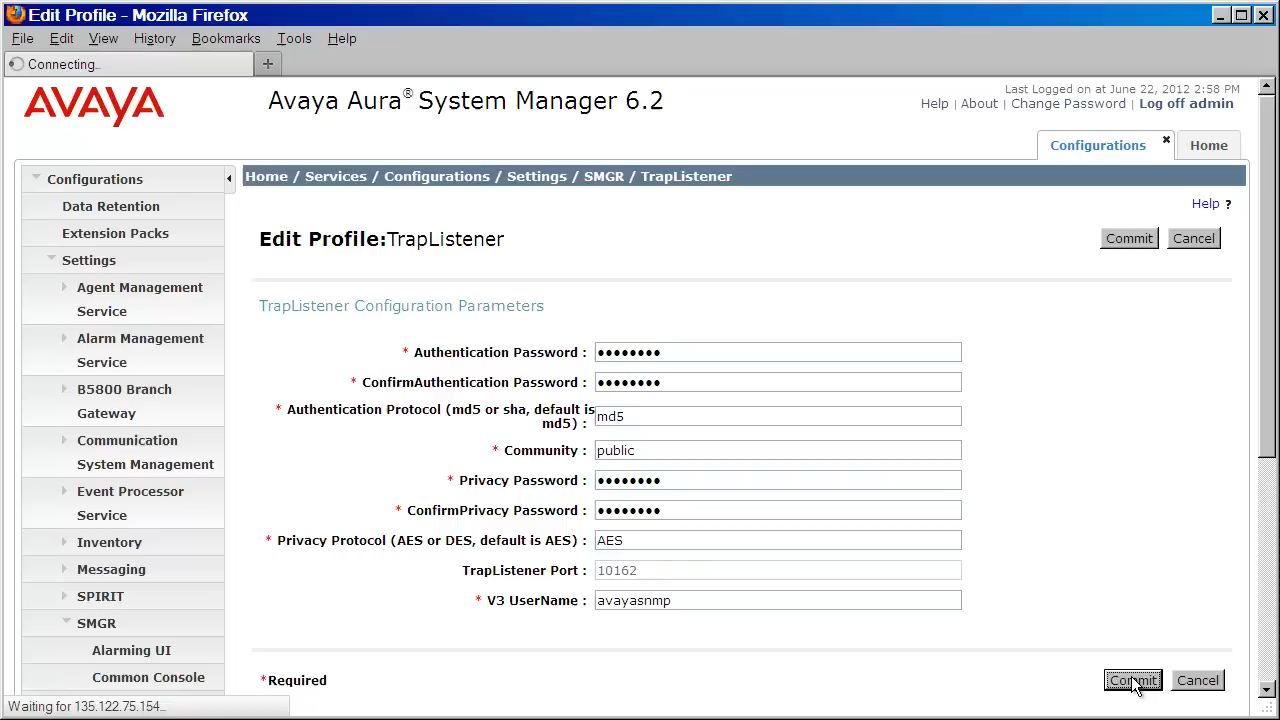 Edit Profile - Mozilla Firefox
File Edit View History Bookmarks Tools Help
Connecting...
AVAYA
Avaya Aura® System Manager 6.2
Last Logged on at June 22, 2012 2:58 PM
Help | About | Change Password | Log off admin
Configurations Home
Configurations
Data Retention
Extension Packs
Settings
Agent Management
Service
Alarm Management
Service
B5800 Branch
Gateway
Communication
System Management
Event Processor
Service
Inventory
Messaging
SPIRIT
SMGR
Alarming UI
Common Console
Home / Services / Configurations / Settings / SMGR / TrapListener
Help ?
Edit Profile:TrapListener
Commit Cancel
TrapListener Configuration Parameters
* Authentication Password : ●●●●●●●●
* ConfirmAuthentication Password : ●●●●●●●●
* Authentication Protocol (md5 or sha, default is
md5) : md5
* Community : public
* Privacy Password : ●●●●●●●●
* ConfirmPrivacy Password : ●●●●●●●●
* Privacy Protocol (AES or DES, default is AES) : AES
TrapListener Port : 10162
* V3 UserName : avayasnmp
*Required
Commit Cancel
Waiting for 135.122.75.154...